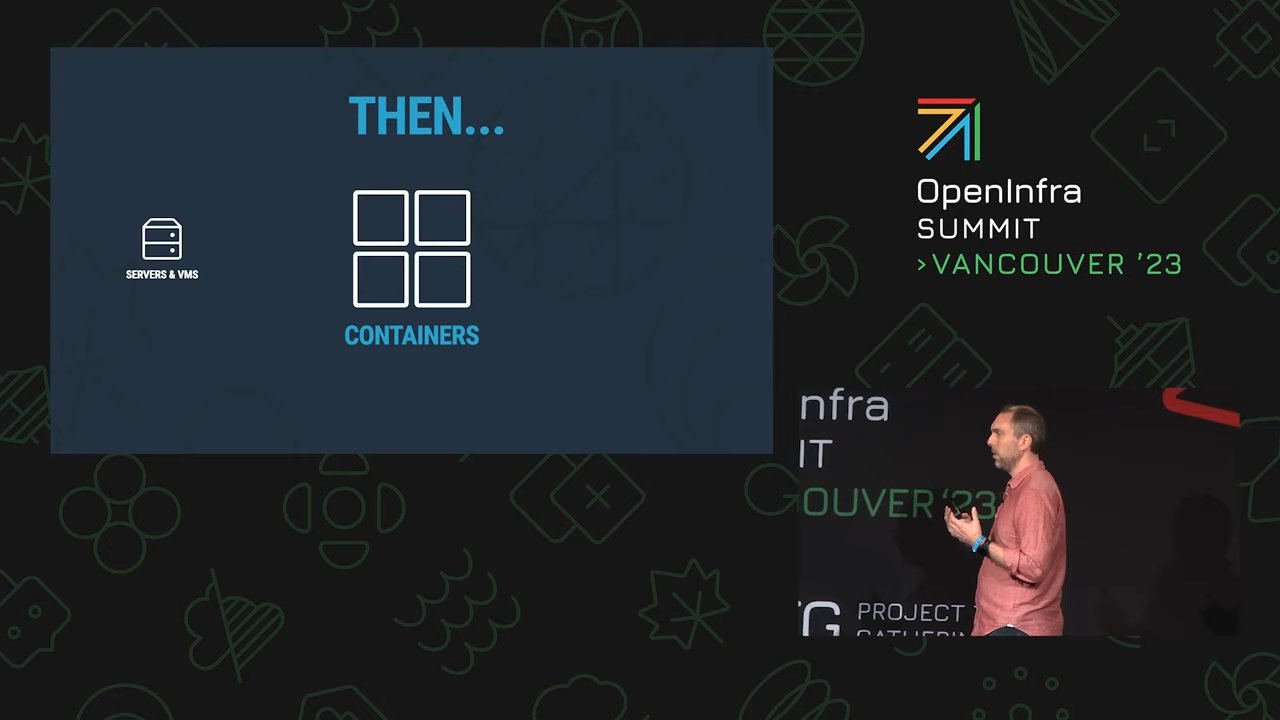 THEN...
SERVERS & VMS
CONTAINERS
OpenInfra
SUMMIT
>VANCOUVER '23
nfra
IT
OUVER '23
PROJECT